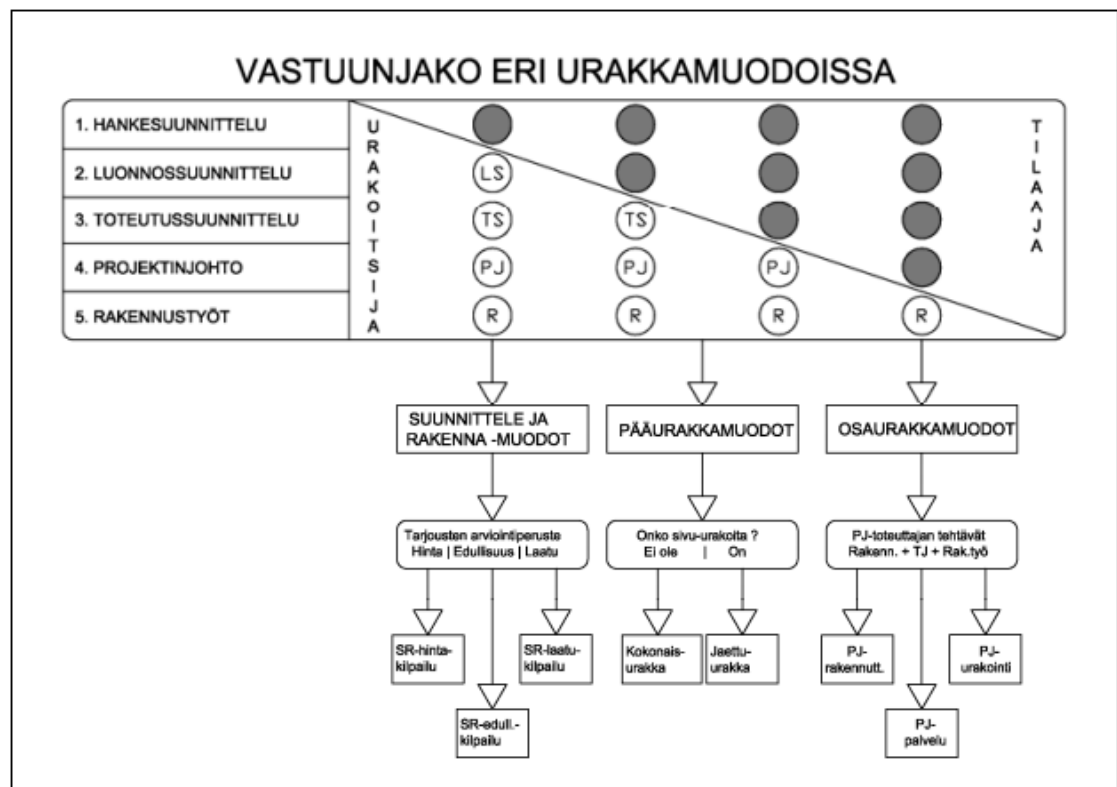 VASTUUNJAKO ERI URAKKAMUODOISSA
1. HANKESUUNNITTELU
2. LUONNOSSUUNNITTELU
3. TOTEUTUSSUUNNITTELU
4. PROJEKTINJOHTO
5. RAKENNUSTYÖT
URAKOITSIJA
LS
TS TS
PJ PJ PJ
R R R R
TILAAJA
SUUNNITTELE JA
RAKENNA -MUODOT
PÄÄURAKKAMUODOT
OSAURAKKAMUODOT
Tarjousten arviointiperuste
Hinta | Edullisuus | Laatu
Onko sivu-urakoita ?
Ei ole | On
PJ-toteuttajan tehtävät
Rakenn. + TJ + Rak.työ
SR-hinta-
kilpailu
SR-edull.-
kilpailu
SR-laatu-
kilpailu
Kokonais-
urakka
Jaettu-
urakka
PJ-
rakennutt.
PJ-
palvelu
PJ-
urakointi